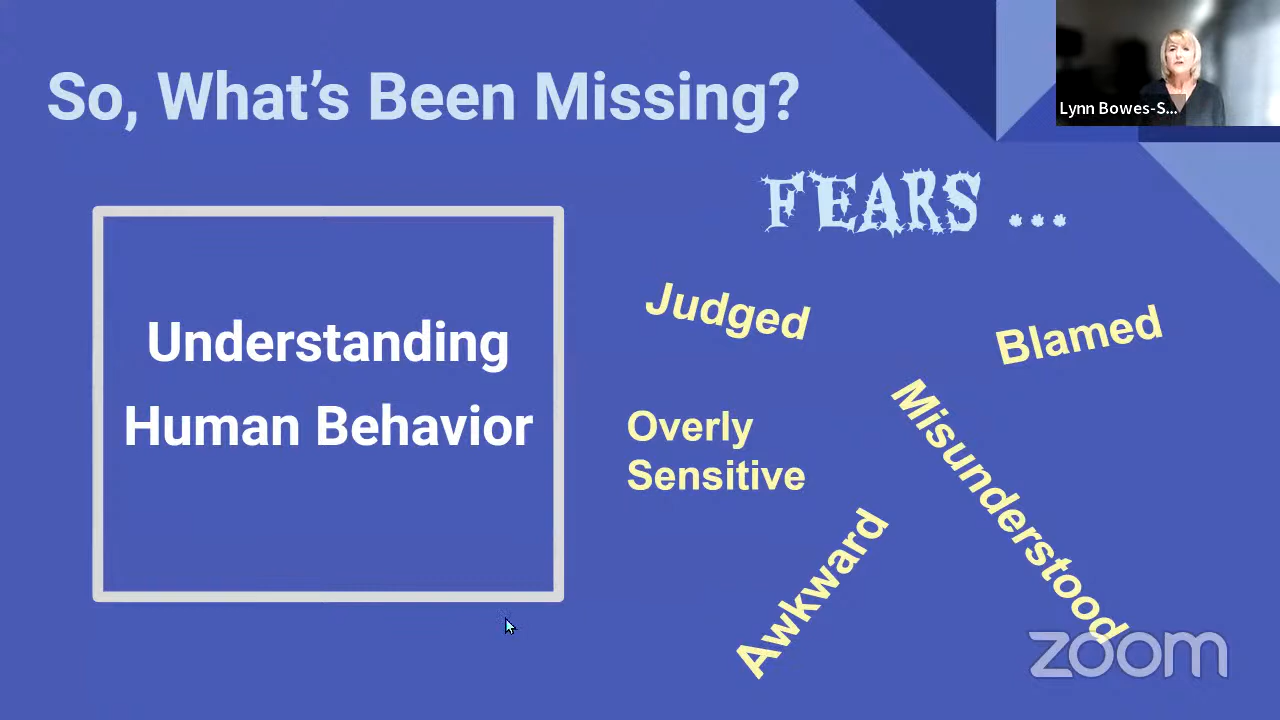 So, What's Been Missing?
Lynn Bowes-S...
FEARS ...
Understanding
Human Behavior
Judged
Blamed
Overly
Sensitive
Misunderstood
Awkward
zoom